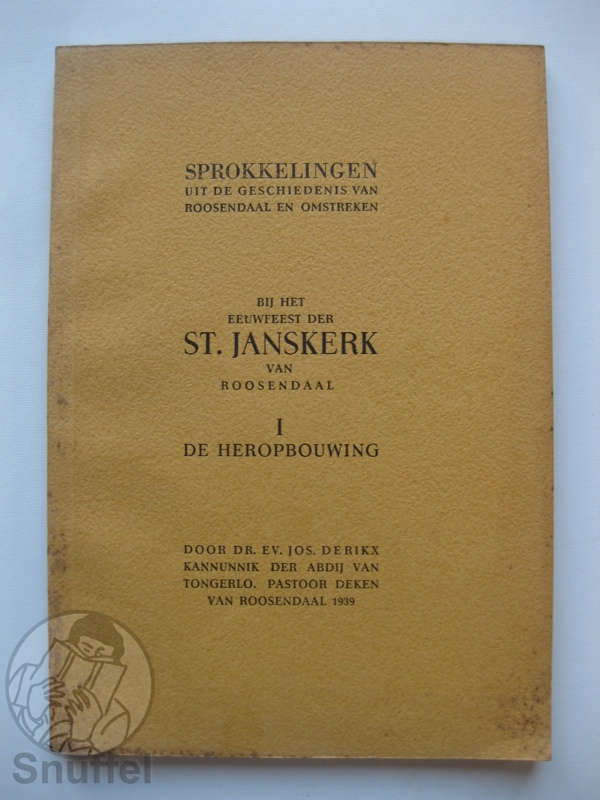 SPROKKELINGEN
UIT DE GESCHIEDENIS VAN
ROOSENDAAL EN OMSTREKEN
BIJ HET
EEUWFEEST DER
ST. JANSKERK
VAN
ROOSENDAAL
I
DE HEROPBOUWING
DOOR DR. EV. JOS. DERIKX
KANNUNNIK DER ABDIJ VAN
TONGERLO. PASTOOR DEKEN
VAN ROOSENDAAL 1939
Snuffel